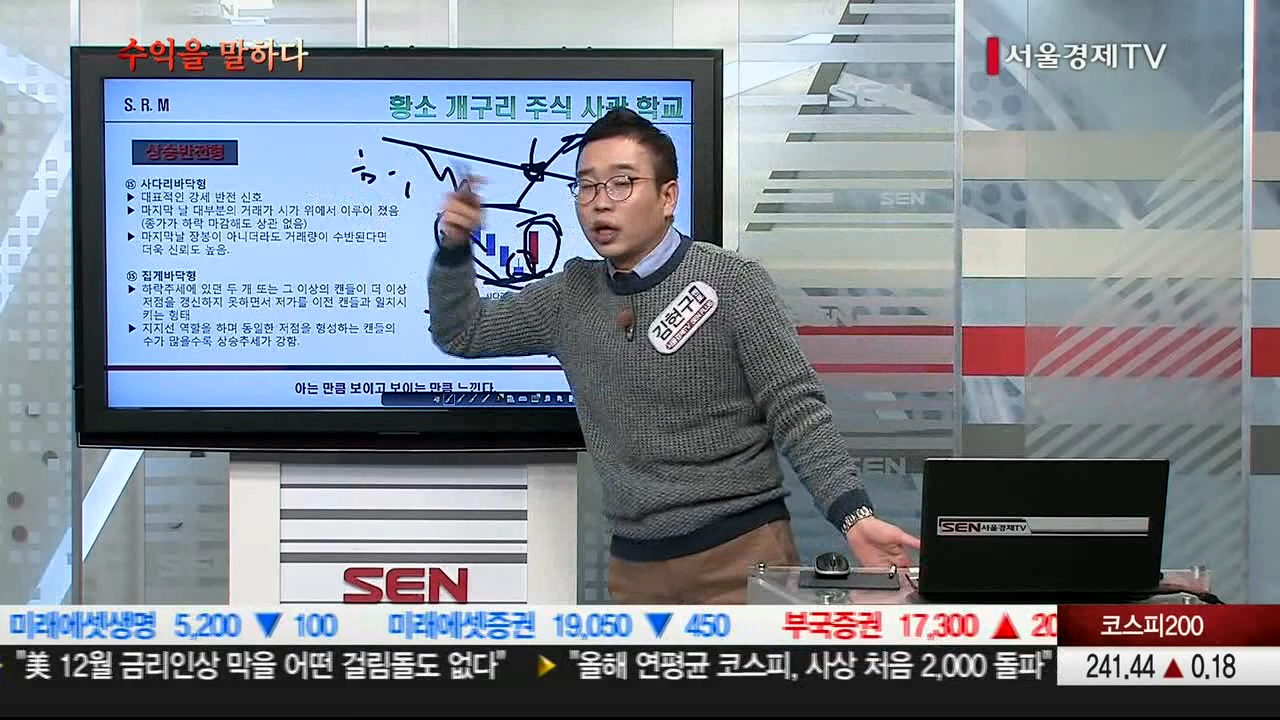 수익을 말하다
서울경제TV
S. R. M
황소 개구리 주식 사관 학교
상승반전형
⑮ 사다리바닥형
▶ 대표적인 강세 반전 신호
▶ 마지막 날 대부분의 거래가 시가 위에서 이루어 졌음
(종가가 하락 마감해도 상관 없음)
▶ 마지막날 장봉이 아니더라도 거래량이 수반된다면
더욱 신뢰도 높음.
⑮ 집게바닥형
▶ 하락추세에 있던 두 개 또는 그 이상의 캔들이 더 이상
저점을 갱신하지 못하면서 저가를 이전 캔들과 일치시
키는 형태
▶ 지지선 역할을 하며 동일한 저점을 형성하는 캔들의
수가 많을수록 상승추세가 강함.
아는 만큼 보이고 보이는 만큼 느낀다
김현구
SEN
SEN
SEN
SEN 서울경제TV
SEN
미래에셋생명 5,200 ▼ 100 미래에셋증권 19,050 ▼ 450 부국증권 17,300 ▲ 20
코스피200
"美 12월 금리인상 막을 어떤 걸림돌도 없다" ▶ "올해 연평균 코스피, 사상 처음 2,000 돌파"
241.44 ▲ 0.18